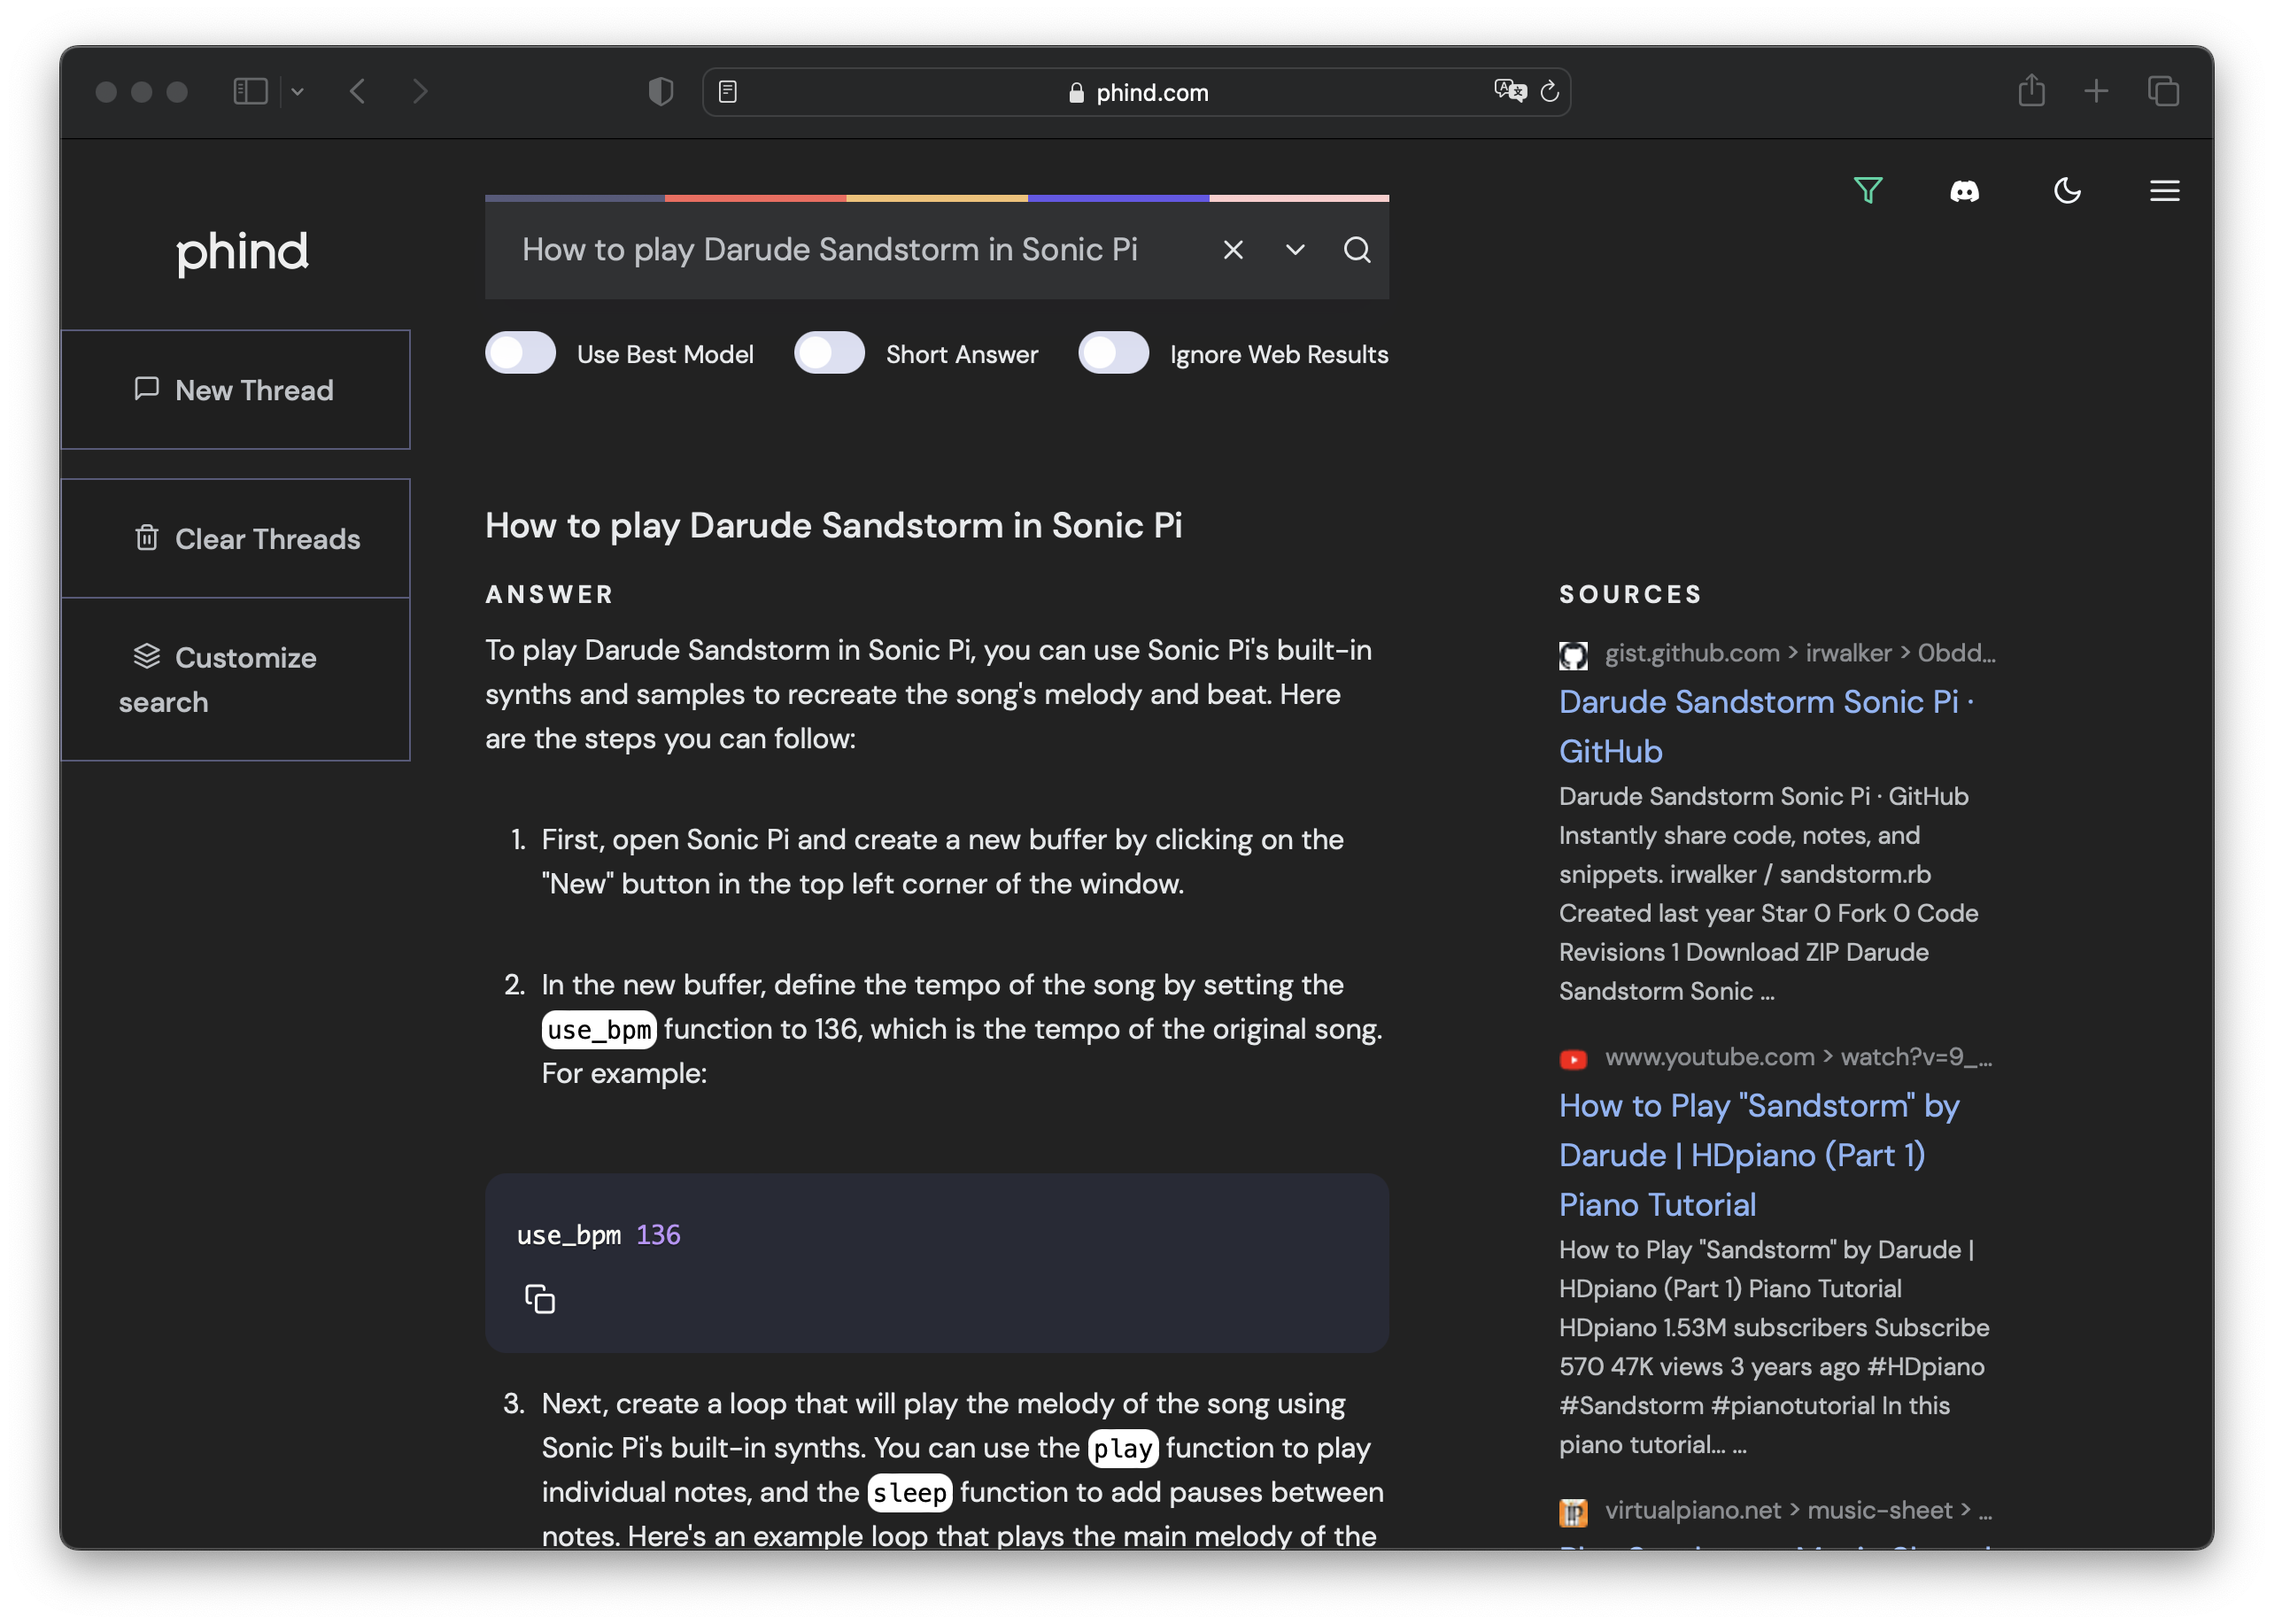 phind.com
phind
How to play Darude Sandstorm in Sonic Pi
Use Best Model
Short Answer
Ignore Web Results
New Thread
Clear Threads
Customize
search
How to play Darude Sandstorm in Sonic Pi
ANSWER
To play Darude Sandstorm in Sonic Pi, you can use Sonic Pi's built-in
synths and samples to recreate the song's melody and beat. Here
are the steps you can follow:
1. First, open Sonic Pi and create a new buffer by clicking on the
"New" button in the top left corner of the window.
2. In the new buffer, define the tempo of the song by setting the
use_bpm function to 136, which is the tempo of the original song.
For example:
use_bpm 136
3. Next, create a loop that will play the melody of the song using
Sonic Pi's built-in synths. You can use the play function to play
individual notes, and the sleep function to add pauses between
notes. Here's an example loop that plays the main melody of the
SOURCES
gist.github.com > irwalker > 0bdd...
Darude Sandstorm Sonic Pi ·
GitHub
Darude Sandstorm Sonic Pi · GitHub
Instantly share code, notes, and
snippets. irwalker / sandstorm.rb
Created last year Star 0 Fork 0 Code
Revisions 1 Download ZIP Darude
Sandstorm Sonic ...
www.youtube.com > watch?v=9_...
How to Play "Sandstorm" by
Darude | HDpiano (Part 1)
Piano Tutorial
How to Play "Sandstorm" by Darude |
HDpiano (Part 1) Piano Tutorial
HDpiano 1.53M subscribers Subscribe
570 47K views 3 years ago #HDpiano
#Sandstorm #pianotutorial In this
piano tutorial... ...
virtualpiano.net > music-sheet > ...